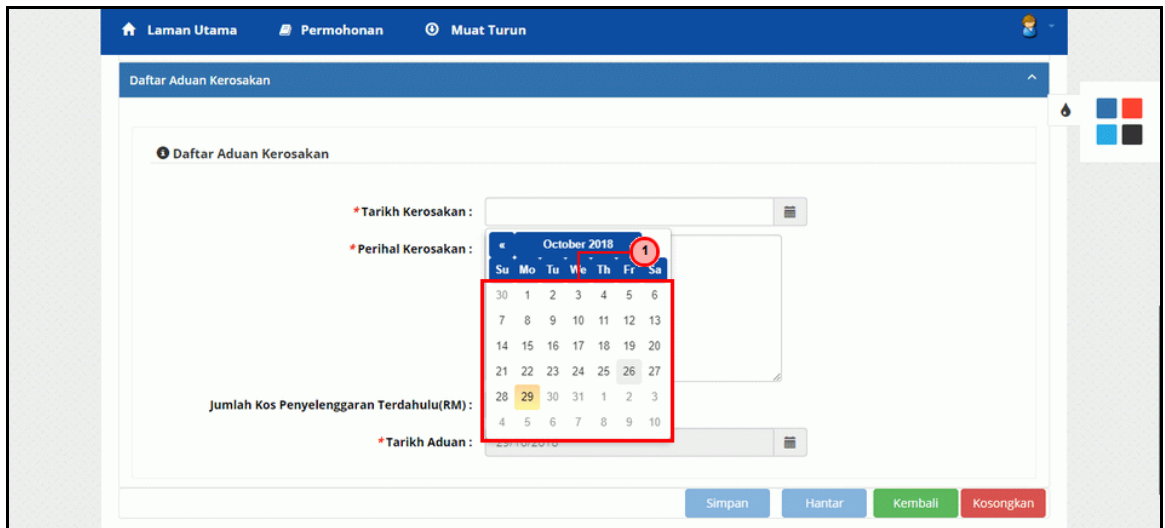 Laman Utama Permohonan Muat Turun
Daftar Aduan Kerosakan
Daftar Aduan Kerosakan
*Tarikh Kerosakan :
*Perihal Kerosakan :
« October 2018
1
Su Mo Tu We Th Fr Sa
30 1 2 3 4 5 6
7 8 9 10 11 12 13
14 15 16 17 18 19 20
21 22 23 24 25 26 27
28 29 30 31 1 2 3
4 5 6 7 8 9 10
Jumlah Kos Penyelenggaran Terdahulu(RM) :
*Tarikh Aduan :
Simpan Hantar Kembali Kosongkan